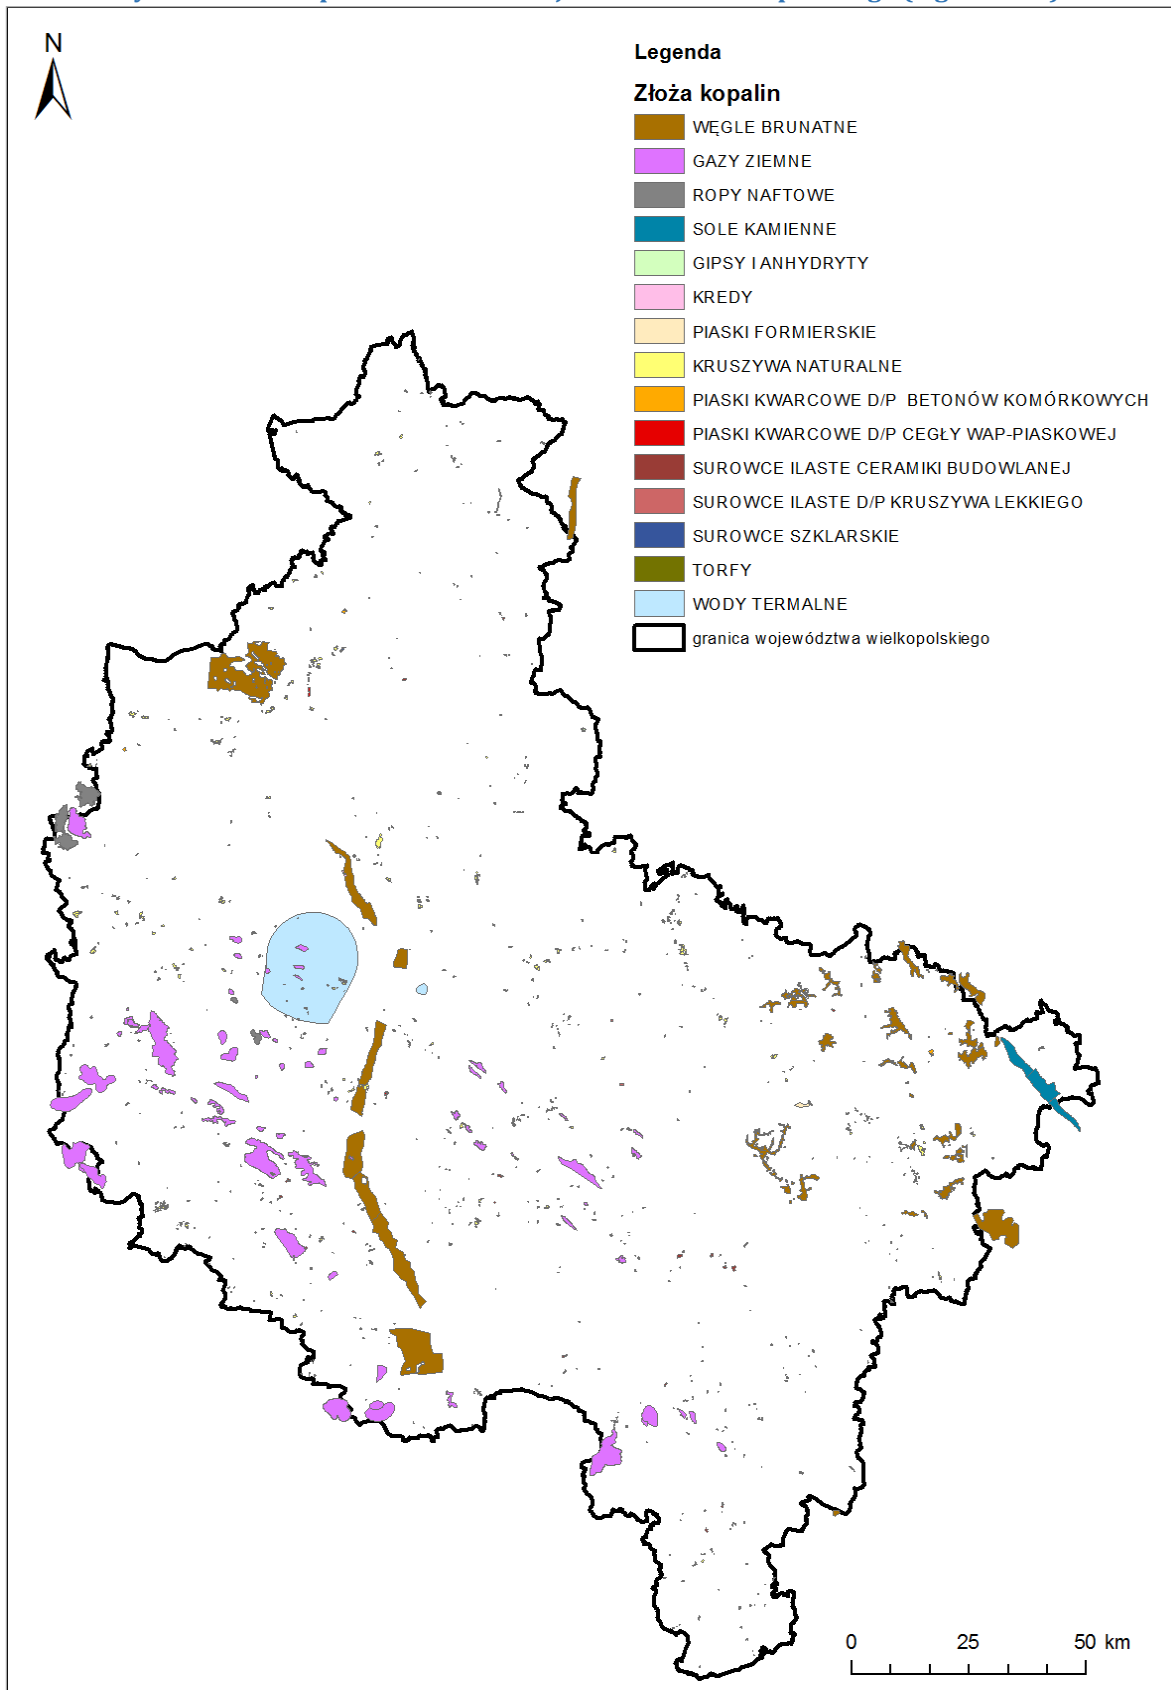 N
Legenda
Złoża kopalin
WĘGLE BRUNATNE
GAZY ZIEMNE
ROPY NAFTOWE
SOLE KAMIENNE
GIPSY I ANHYDRYTY
KREDY
PIASKI FORMIERSKIE
KRUSZYWA NATURALNE
PIASKI KWARCOWE D/P BETONÓW KOMÓRKOWYCH
PIASKI KWARCOWE D/P CEGŁY WAP-PIASKOWEJ
SUROWCE ILASTE CERAMIKI BUDOWLANEJ
SUROWCE ILASTE D/P KRUSZYWA LEKKIEGO
SUROWCE SZKLARSKIE
TORFY
WODY TERMALNE
granica województwa wielkopolskiego
0 25 50 km